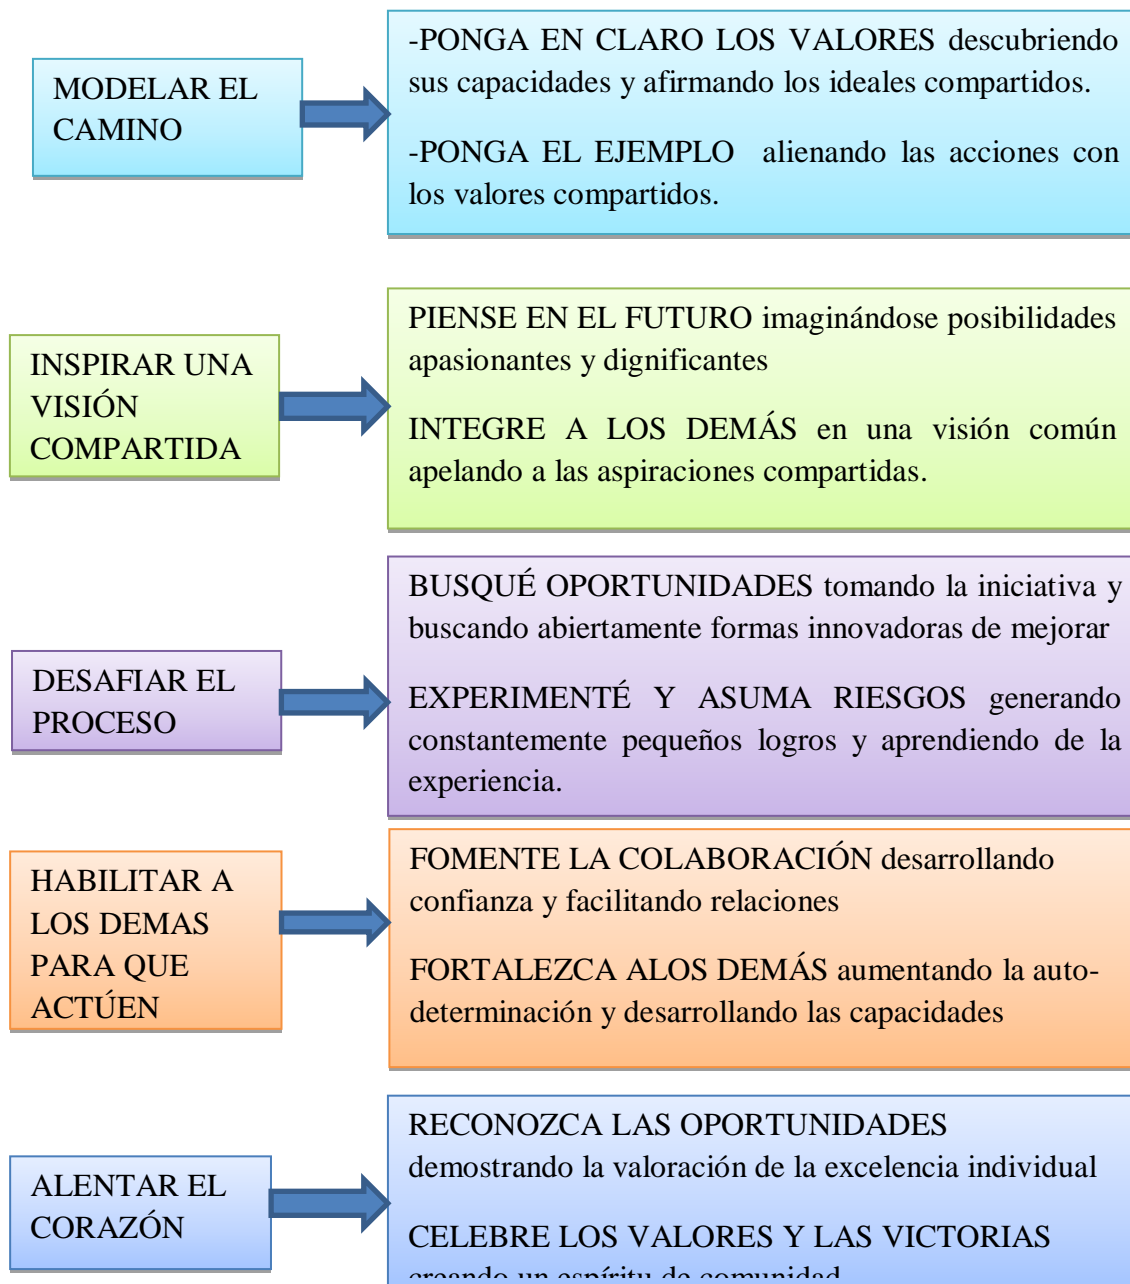 MODELAR EL
CAMINO
-PONGA EN CLARO LOS VALORES descubriendo
sus capacidades y afirmando los ideales compartidos.
-PONGA EL EJEMPLO alienando las acciones con
los valores compartidos.
INSPIRAR UNA
VISIÓN
COMPARTIDA
PIENSE EN EL FUTURO imaginándose posibilidades
apasionantes y dignificantes
INTEGRE A LOS DEMÁS en una visión común
apelando a las aspiraciones compartidas.
DESAFIAR EL
PROCESO
BUSQUÉ OPORTUNIDADES tomando la iniciativa y
buscando abiertamente formas innovadoras de mejorar
EXPERIMENTÉ Y ASUMA RIESGOS generando
constantemente pequeños logros y aprendiendo de la
experiencia.
HABILITAR A
LOS DEMAS
PARA QUE
ACTÚEN
FOMENTE LA COLABORACIÓN desarrollando
confianza y facilitando relaciones
FORTALEZCA ALOS DEMÁS aumentando la auto-
determinación y desarrollando las capacidades
ALENTAR EL
CORAZÓN
RECONOZCA LAS OPORTUNIDADES
demostrando la valoración de la excelencia individual
CELEBRE LOS VALORES Y LAS VICTORIAS
creando un espíritu de comunidad